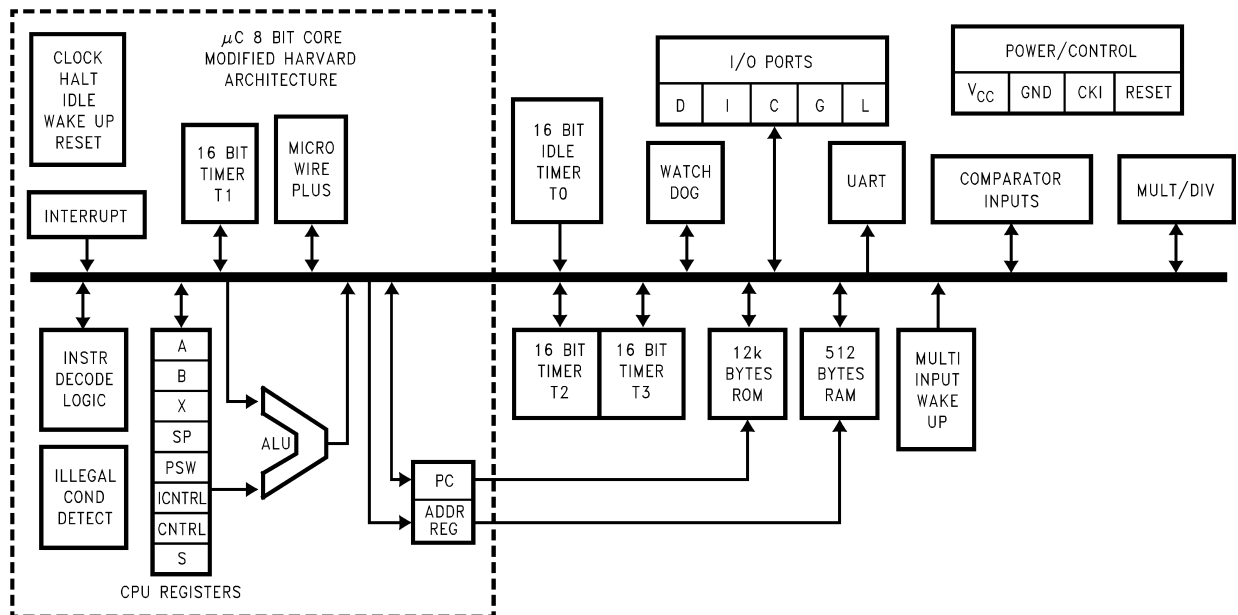 μC 8 BIT CORE
MODIFIED HARVARD
ARCHITECTURE
CLOCK
HALT
IDLE
WAKE UP
RESET
INTERRUPT
16 BIT
TIMER
T1
MICRO
WIRE
PLUS
16 BIT
IDLE
TIMER
T0
I/O PORTS
D I C G L
WATCH
DOG
UART
POWER/CONTROL
VCC GND CKI RESET
COMPARATOR
INPUTS
MULT/DIV
INSTR
DECODE
LOGIC
ILLEGAL
COND
DETECT
A
B
X
SP
PSW
ICNTRL
CNTRL
S
CPU REGISTERS
ALU
PC
ADDR
REG
16 BIT
TIMER
T2
16 BIT
TIMER
T3
12k
BYTES
ROM
512
BYTES
RAM
MULTI
INPUT
WAKE
UP